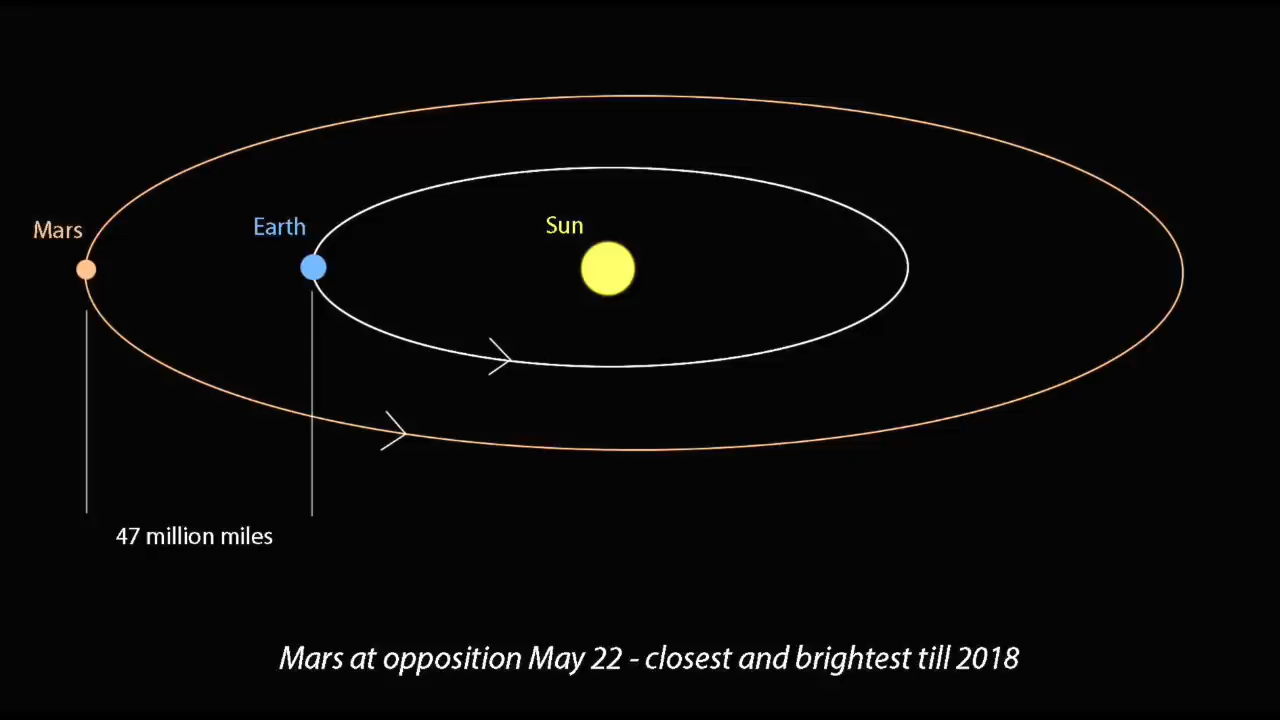 Mars
Earth
Sun
47 million miles
Mars at opposition May 22 - closest and brightest till 2018